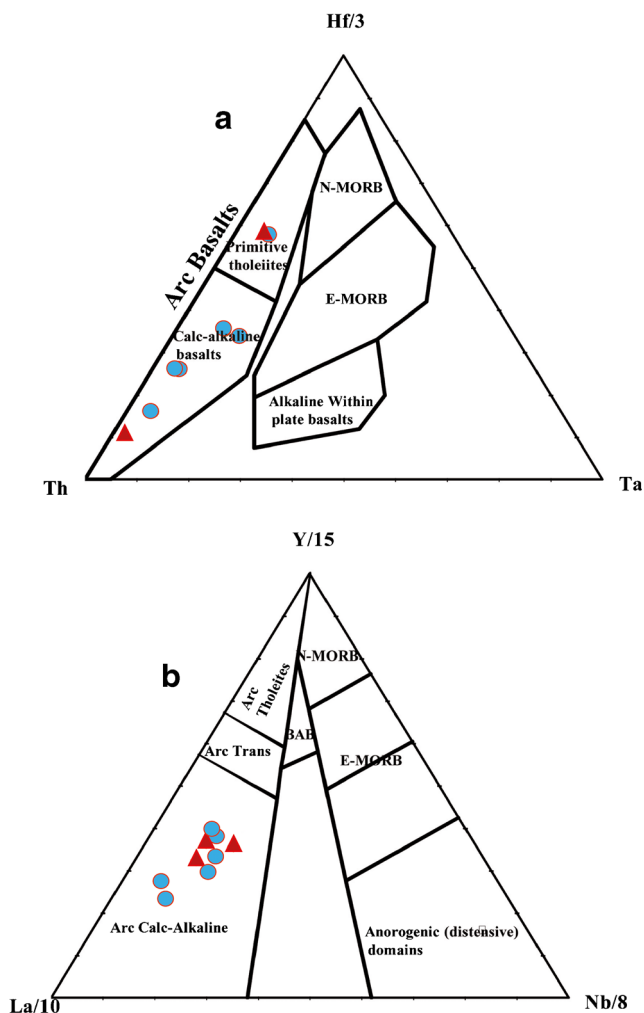 Hf/3
a
N-MORB
Arc Basalts
Primitive
tholeiites
E-MORB
Calc-alkaline
basalts
Alkaline Within
plate basalts
Th
Ta
Y/15
b
N-MORB
Arc
Tholeites
BAB
Arc Trans
E-MORB
Arc Calc-Alkaline
Anorogenic (distensive)
domains
La/10
Nb/8